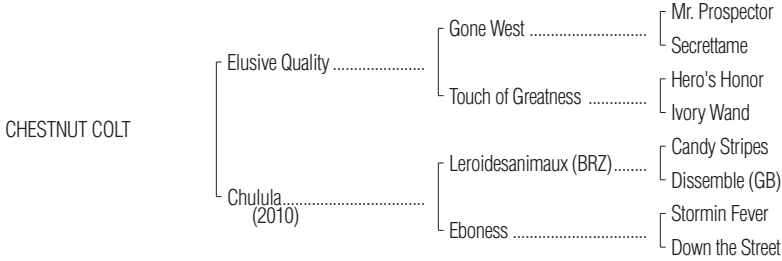 Mr. Prospector
Gone West ..........................
Secrettame
Elusive Quality .....................
Hero's Honor
Touch of Greatness .............
Ivory Wand
CHESTNUT COLT
Candy Stripes
Leroidesanimaux (BRZ)........
Dissemble (GB)
Chulula.................................
(2010)
Stormin Fever
Eboness ..............................
Down the Street